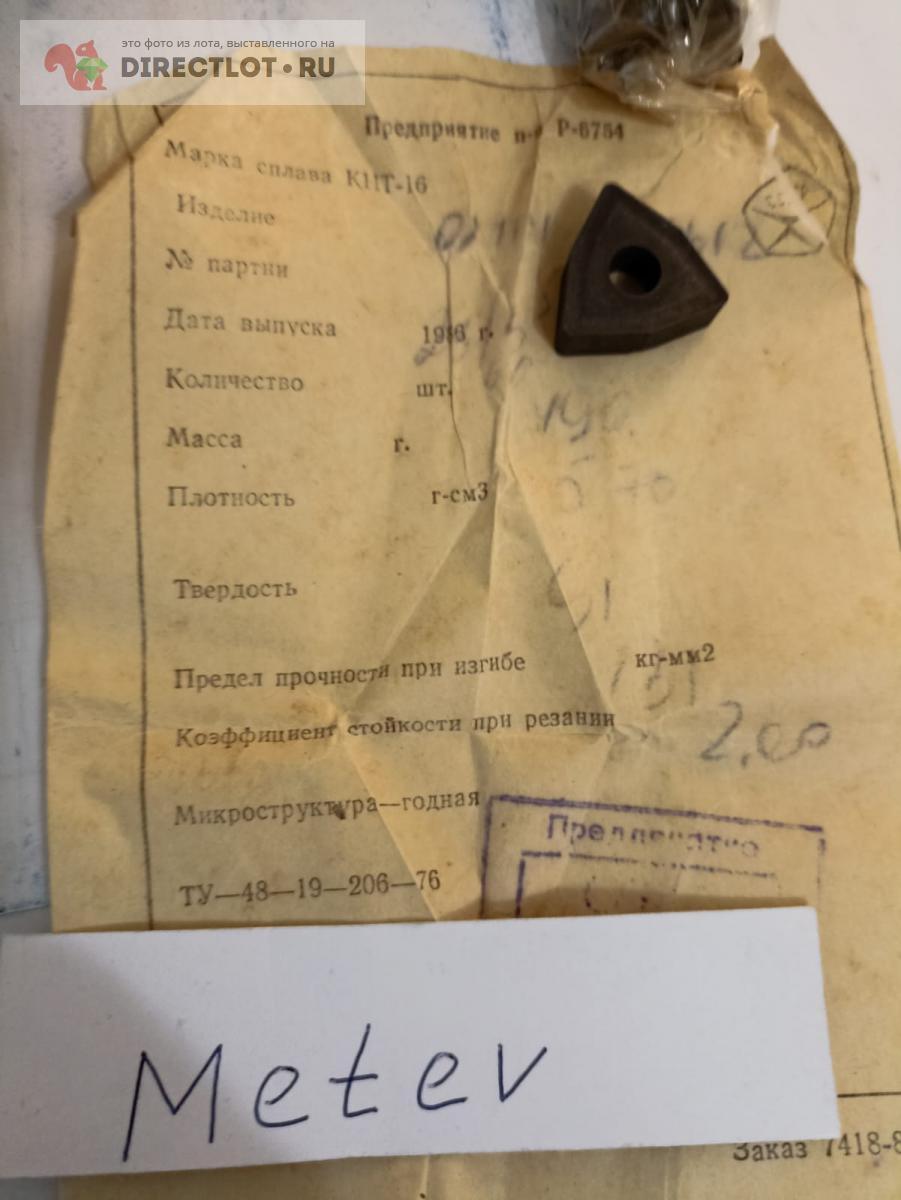 это фото из лота, выставленного на
DIRECTLOT.RU
Предприятие п-я Р-6754
Марка сплава КНТ-16
Изделие
№ партии
Дата выпуска 1986 г.
Количество шт.
Масса г.
Плотность г-см3
Твердость
Предел прочности при изгибе кг-мм2
Коэффициент стойкости при резании 2,00
Микроструктура—годная
Предприятие
ТУ—48—19—206—76
Metev
Заказ 7418-8